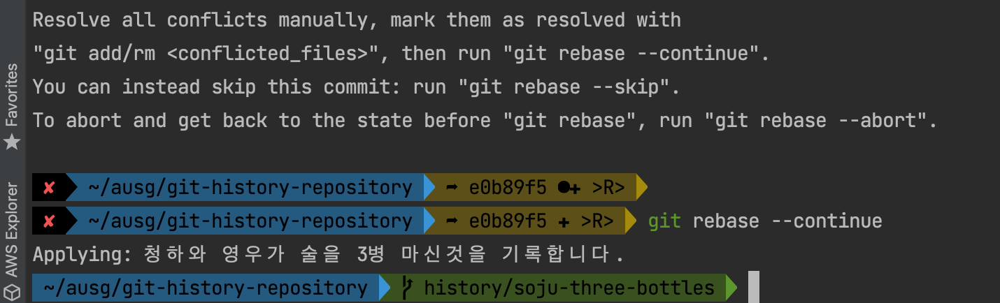 Resolve all conflicts manually, mark them as resolved with
"git add/rm <conflicted_files>", then run "git rebase --continue".
You can instead skip this commit: run "git rebase --skip".
To abort and get back to the state before "git rebase", run "git rebase --abort".
✘ ~/ausg/git-history-repository ➦ e0b89f5 ●✚ >R>
✘ ~/ausg/git-history-repository ➦ e0b89f5 ✚ >R> git rebase --continue
Applying: 청하와 영우가 술을 3병 마신것을 기록합니다.
~/ausg/git-history-repository history/soju-three-bottles
Favorites
AWS Explorer